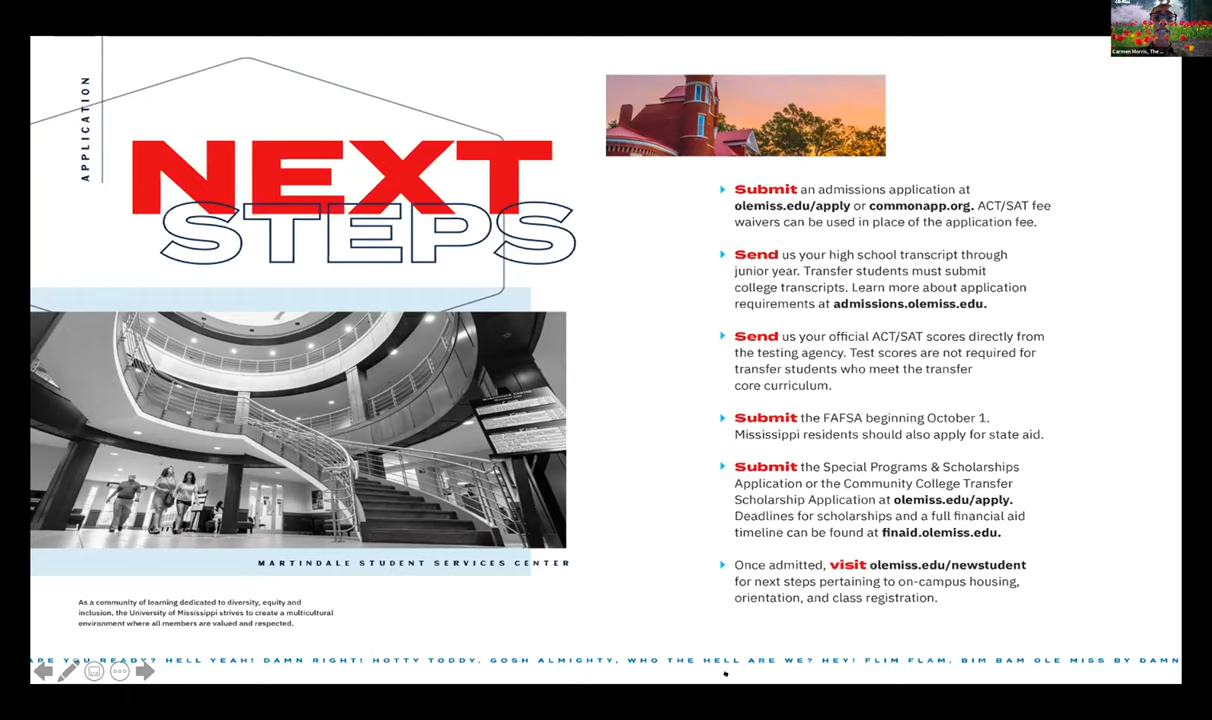 APPLICATION
NEXT
STEPS
MARTINDALE STUDENT SERVICES CENTER
As a community of learning dedicated to diversity, equity and
inclusion, the University of Mississippi strives to create a multicultural
environment where all members are valued and respected.
Submit an admissions application at
olemiss.edu/apply or commonapp.org. ACT/SAT fee
waivers can be used in place of the application fee.
Send us your high school transcript through
junior year. Transfer students must submit
college transcripts. Learn more about application
requirements at admissions.olemiss.edu.
Send us your official ACT/SAT scores directly from
the testing agency. Test scores are not required for
transfer students who meet the transfer
core curriculum.
Submit the FAFSA beginning October 1.
Mississippi residents should also apply for state aid.
Submit the Special Programs & Scholarships
Application or the Community College Transfer
Scholarship Application at olemiss.edu/apply.
Deadlines for scholarships and a full financial aid
timeline can be found at finaid.olemiss.edu.
Once admitted, visit olemiss.edu/newstudent
for next steps pertaining to on-campus housing,
orientation, and class registration.
ARE YOU READY? HELL YEAH! DAMN RIGHT! HOTTY TODDY, GOSH ALMIGHTY, WHO THE HELL ARE WE? HEY! FLIM FLAM, BIM BAM OLE MISS BY DAMN
Carmen Morris, The ...